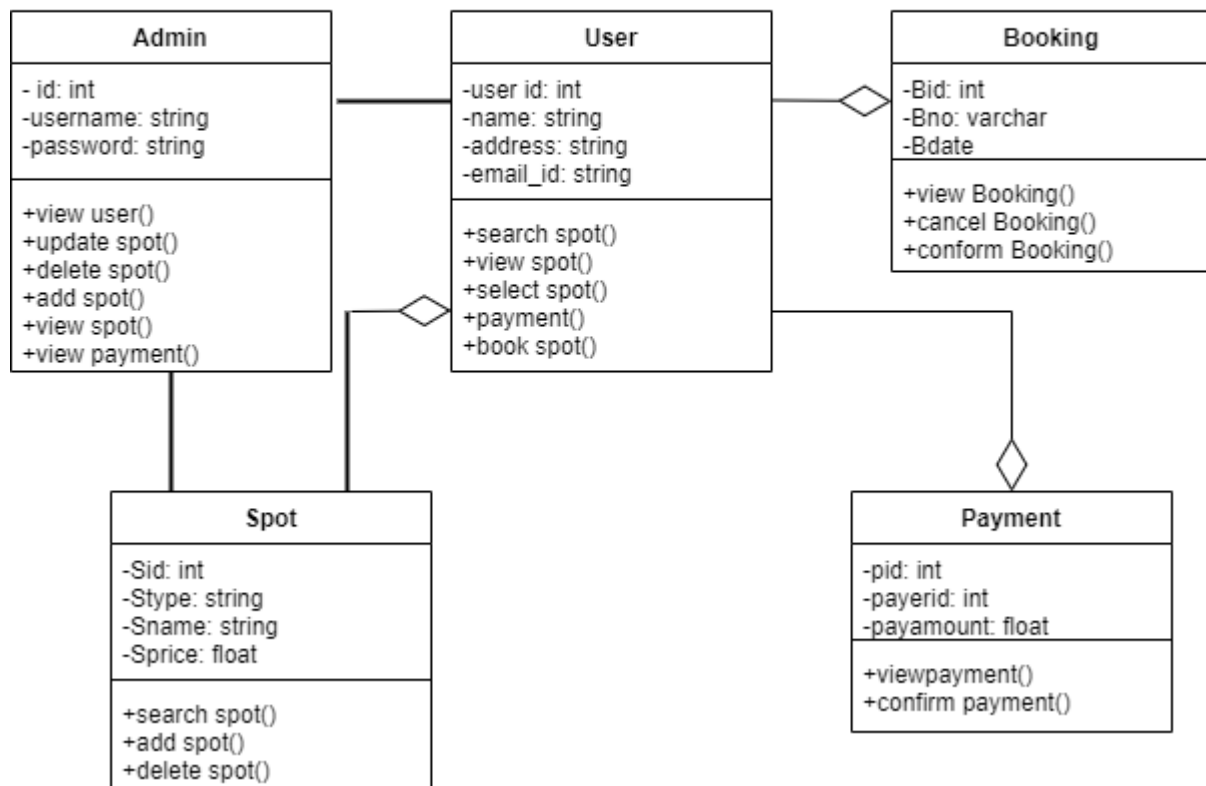 Admin
- id: int
-username: string
-password: string
+view user()
+update spot()
+delete spot()
+add spot()
+view spot()
+view payment()
User
-user id: int
-name: string
-address: string
-email_id: string
+search spot()
+view spot()
+select spot()
+payment()
+book spot()
Booking
-Bid: int
-Bno: varchar
-Bdate
+view Booking()
+cancel Booking()
+conform Booking()
Spot
-Sid: int
-Stype: string
-Sname: string
-Sprice: float
+search spot()
+add spot()
+delete spot()
Payment
-pid: int
-payerid: int
-payamount: float
+viewpayment()
+confirm payment()